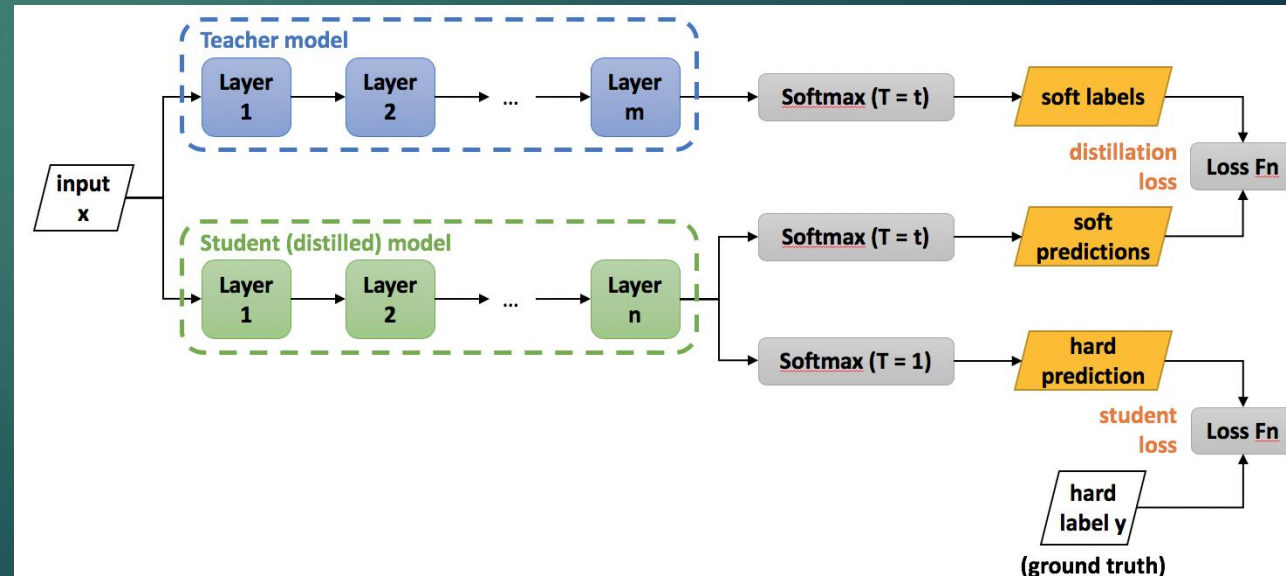 Teacher model
Layer
1
Layer
2
...
Layer
m
Softmax (T = t)
soft labels
distillation
loss
Loss Fn
input
x
Student (distilled) model
Layer
1
Layer
2
...
Layer
n
Softmax (T = t)
soft
predictions
Softmax (T = 1)
hard
prediction
student
loss
Loss Fn
hard
label y
(ground truth)